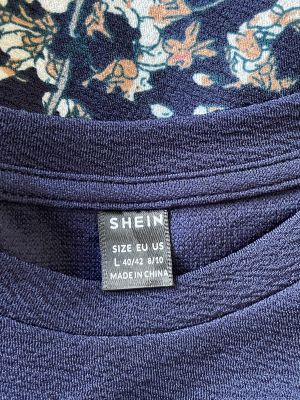 SHEIN
SIZE EU US
L 40/42 8/10
MADE IN CHINA